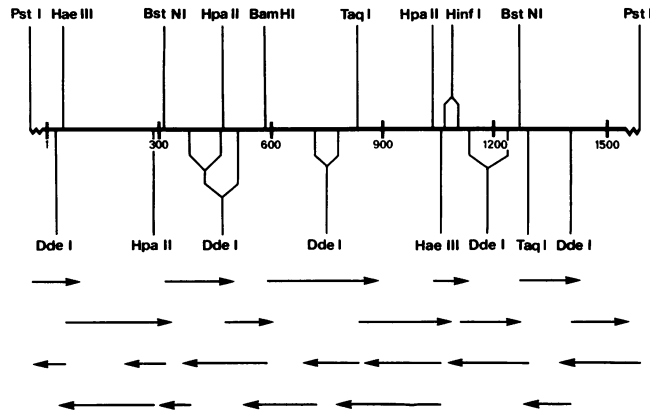 Pst I Hae III Bst NI Hpa II Bam HI Taq I Hpa II Hinf I Bst NI Pst I
1 300 600 900 1200 1500
Dde I Hpa II Dde I Dde I Hae III Dde I Taq I Dde I